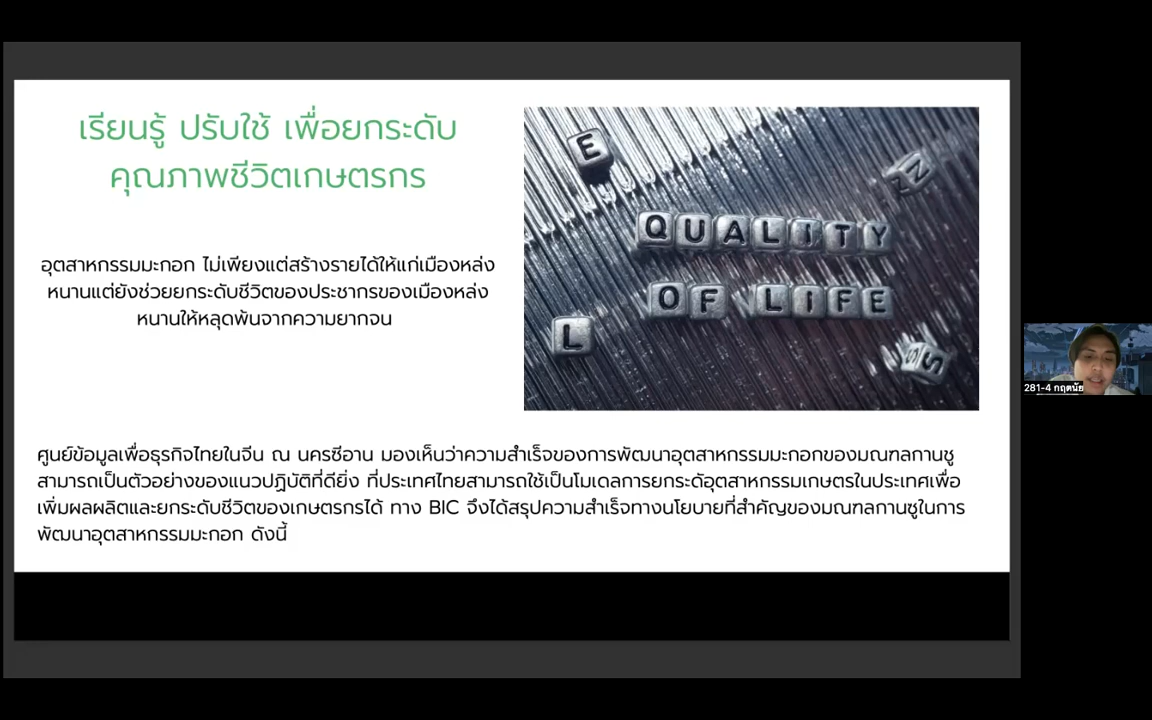 เรียนรู้ ปรับใช้ เพื่อยกระดับ
คุณภาพชีวิตเกษตรกร
อุตสาหกรรมมะกอก ไม่เพียงแต่สร้างรายได้ให้แก่เมืองหล่ง
หนานแต่ยังช่วยยกระดับชีวิตของประชากรของเมืองหล่ง
หนานให้หลุดพ้นจากความยากจน
E
ZN
QUALITY
OF LIFE
L
SS
ศูนย์ข้อมูลเพื่อธุรกิจไทยในจีน ณ นครซีอาน มองเห็นว่าความสำเร็จของการพัฒนาอุตสาหกรรมมะกอกของมณฑลกานซู
สามารถเป็นตัวอย่างของแนวปฏิบัติที่ดียิ่ง ที่ประเทศไทยสามารถใช้เป็นโมเดลการยกระดัอุตสาหกรรมเกษตรในประเทศเพื่อ
เพิ่มผลผลิตและยกระดับชีวิตของเกษตรกรได้ ทาง BIC จึงได้สรุปความสำเร็จทางนโยบายที่สำคัญของมณฑลกานซูในการ
พัฒนาอุตสาหกรรมมะกอก ดังนี้
281-4 กฤตนัย